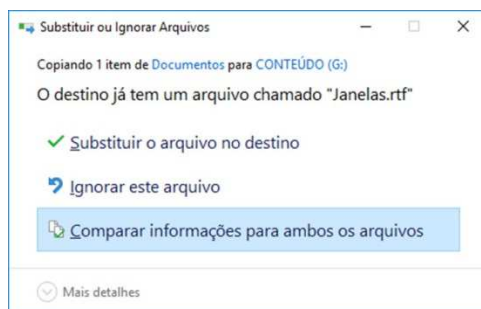 Substituir ou Ignorar Arquivos
Copiando 1 item de Documentos para CONTEÚDO (G:)
O destino já tem um arquivo chamado "Janelas.rtf"
Substituir o arquivo no destino
Ignorar este arquivo
Comparar informações para ambos os arquivos
Mais detalhes